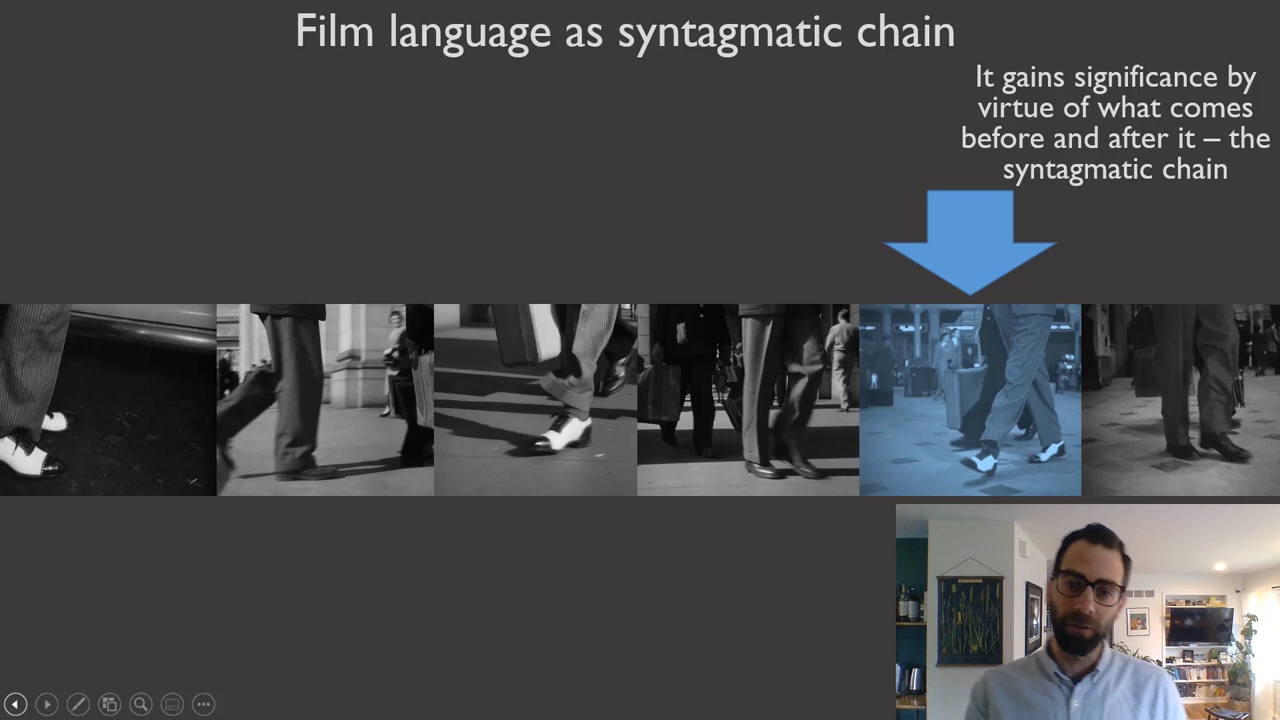 Film language as syntagmatic chain
It gains significance by
virtue of what comes
before and after it – the
syntagmatic chain